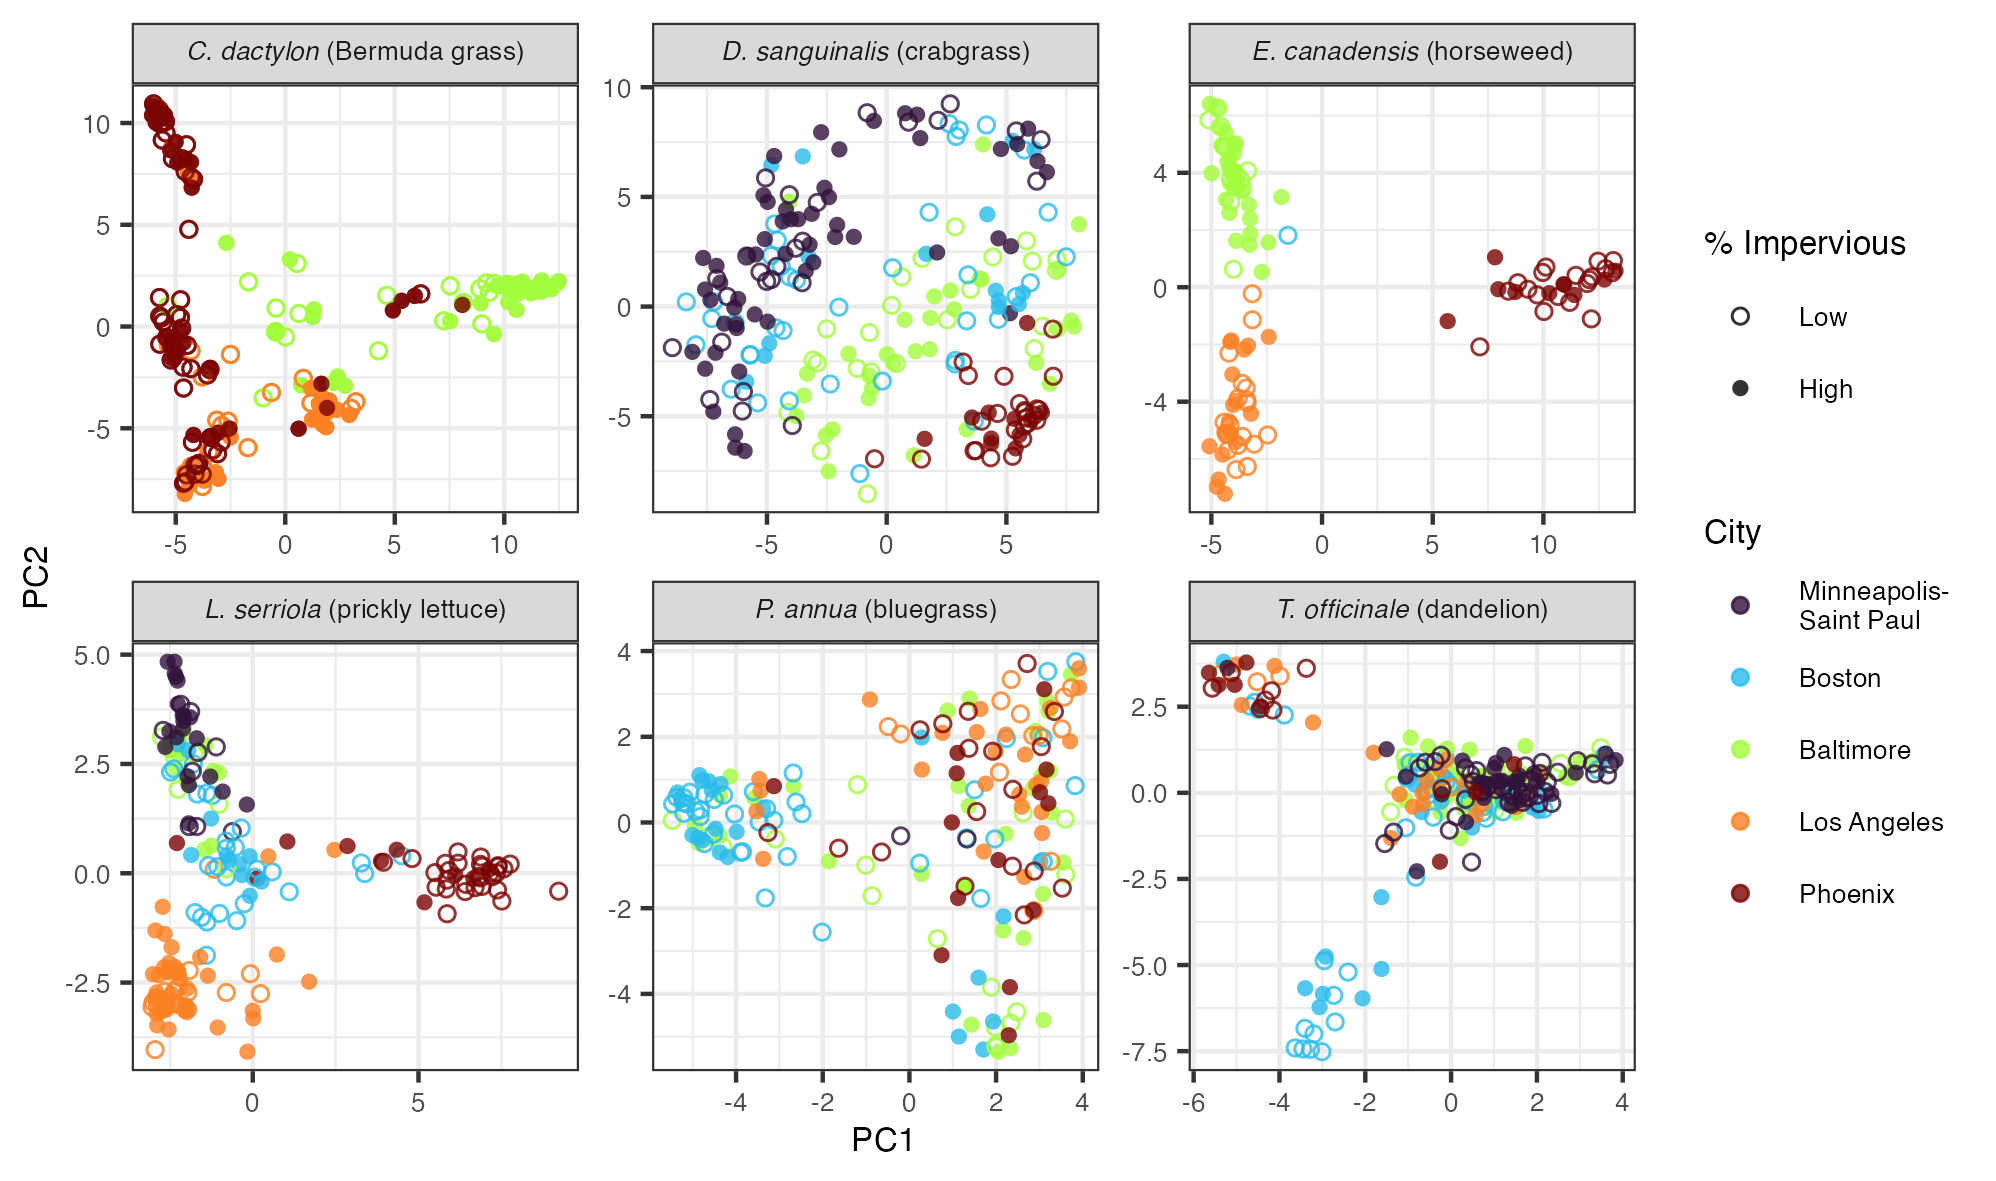 C. dactylon (Bermuda grass)
D. sanguinalis (crabgrass)
E. canadensis (horseweed)
10
5
0
-5
-5
0
5
10
10
5
0
-5
-5
0
5
4
0
-4
-5
0
5
10
L. serriola (prickly lettuce)
P. annua (bluegrass)
T. officinale (dandelion)
5.0
2.5
0.0
-2.5
0
5
4
2
0
-2
-4
-4
-2
0
2
4
2.5
0.0
-2.5
-5.0
-7.5
-6
-4
-2
0
2
4
PC2
PC1
% Impervious
Low
High
City
Minneapolis-
Saint Paul
Boston
Baltimore
Los Angeles
Phoenix